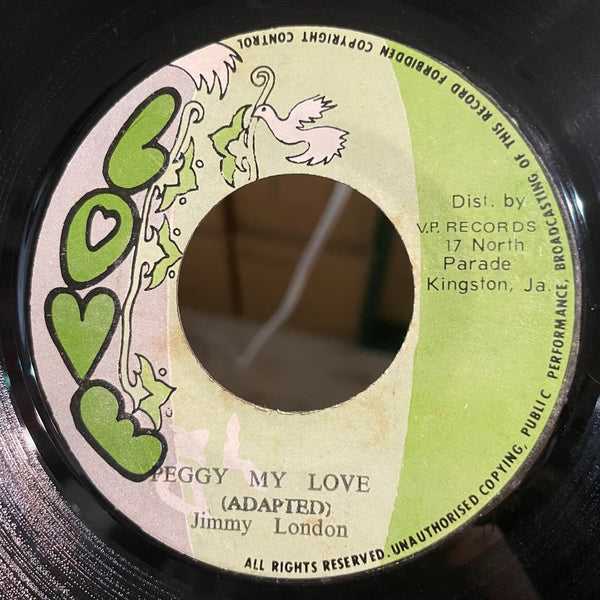 LOVE
Dist. by
V.P. RECORDS
17 North
Parade
Kingston, Ja.
PEGGY MY LOVE
(ADAPTED)
Jimmy London
ALL RIGHTS RESERVED. UNAUTHORISED COPYING, PUBLIC PERFORMANCE, BROADCASTING OF THIS RECORD FORBIDDEN COPYRIGHT CONTROL